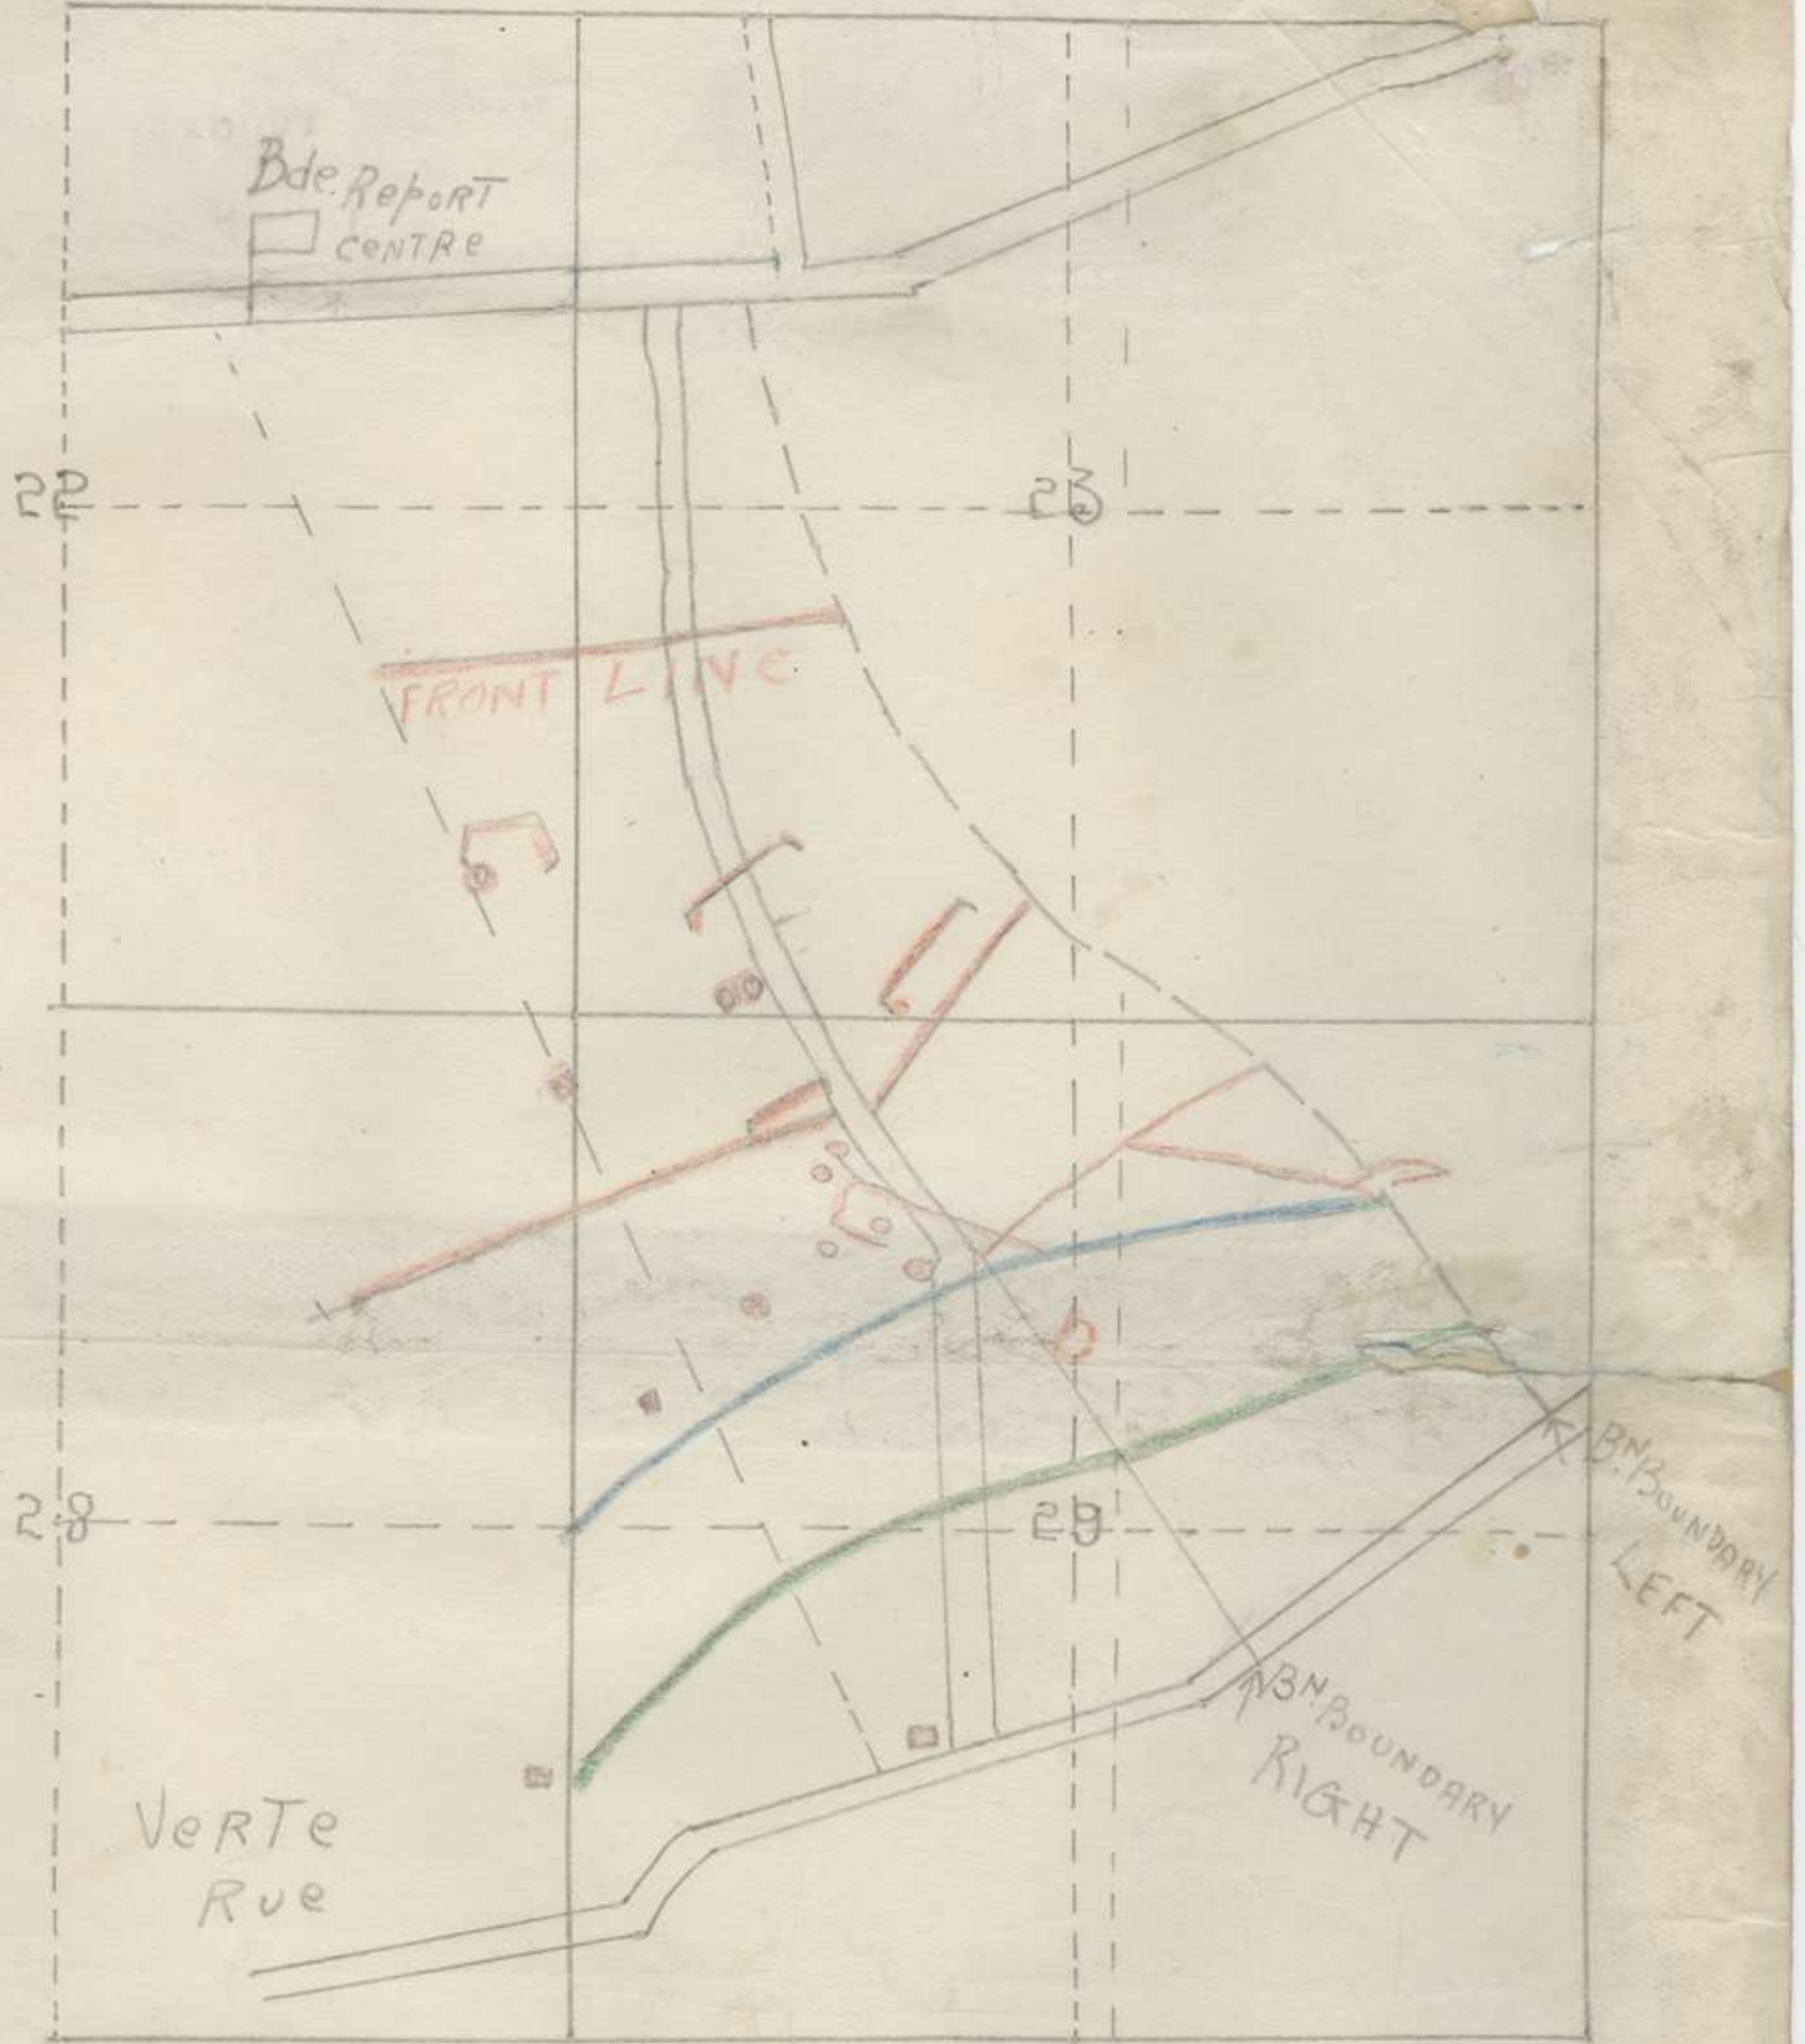 Bde. RePORT
CeNTRe
22
23
FRONT LINE
28
29
BN. BOUNDARY
LEFT
BN BOUNDARY
RIGHT
VeRTe
Rue